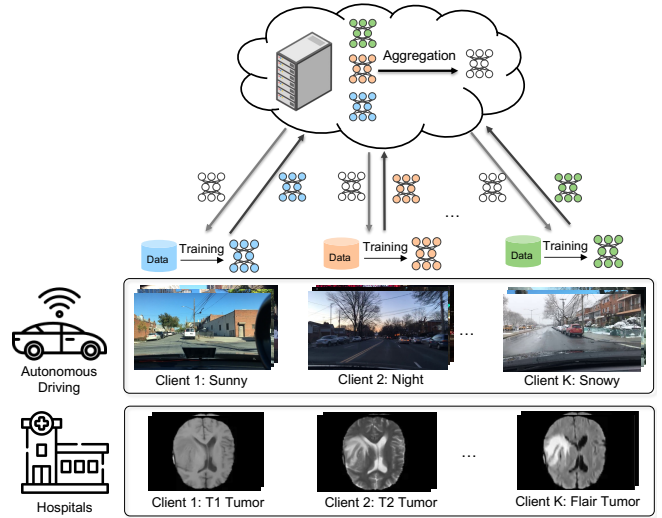 Aggregation
...
Data
Training
Data
Training
Data
Training
Autonomous
Driving
...
Client 1: Sunny
Client 2: Night
Client K: Snowy
Hospitals
...
Client 1: T1 Tumor
Client 2: T2 Tumor
Client K: Flair Tumor